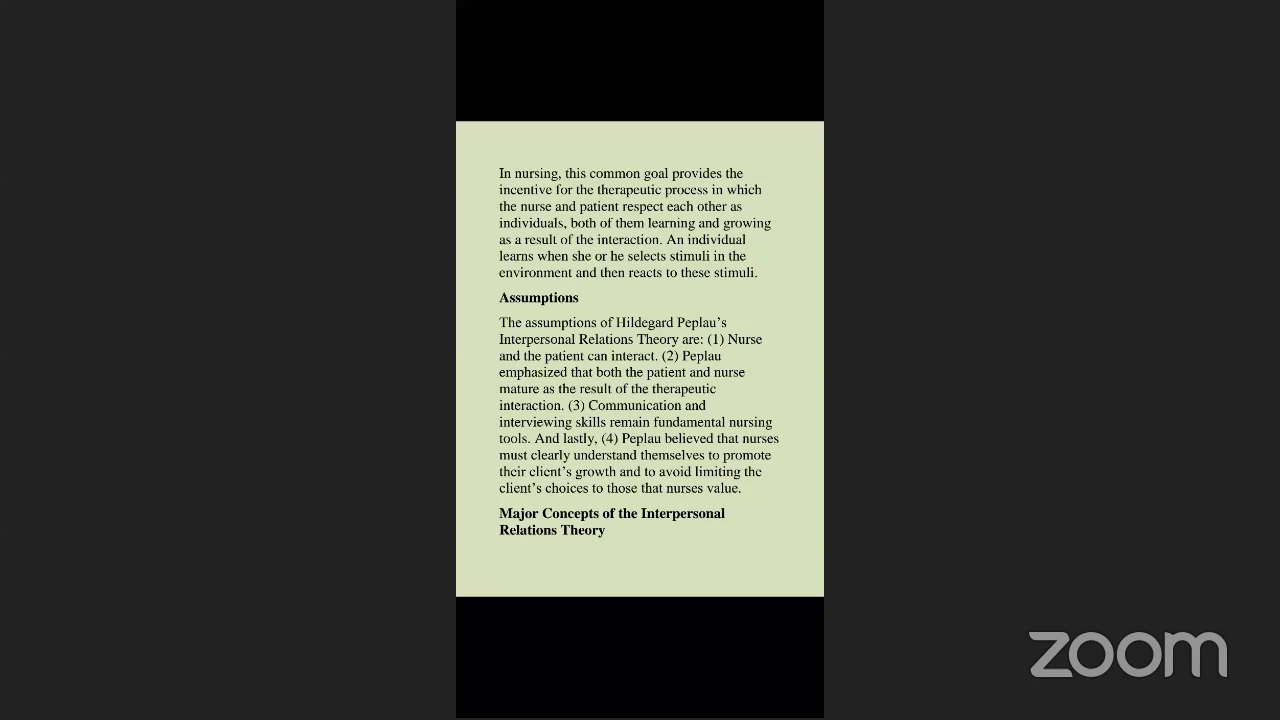 In nursing, this common goal provides the
incentive for the therapeutic process in which
the nurse and patient respect each other as
individuals, both of them learning and growing
as a result of the interaction. An individual
learns when she or he selects stimuli in the
environment and then reacts to these stimuli.
Assumptions
The assumptions of Hildegard Peplau’s
Interpersonal Relations Theory are: (1) Nurse
and the patient can interact. (2) Peplau
emphasized that both the patient and nurse
mature as the result of the therapeutic
interaction. (3) Communication and
interviewing skills remain fundamental nursing
tools. And lastly, (4) Peplau believed that nurses
must clearly understand themselves to promote
their client’s growth and to avoid limiting the
client’s choices to those that nurses value.
Major Concepts of the Interpersonal
Relations Theory
zoom